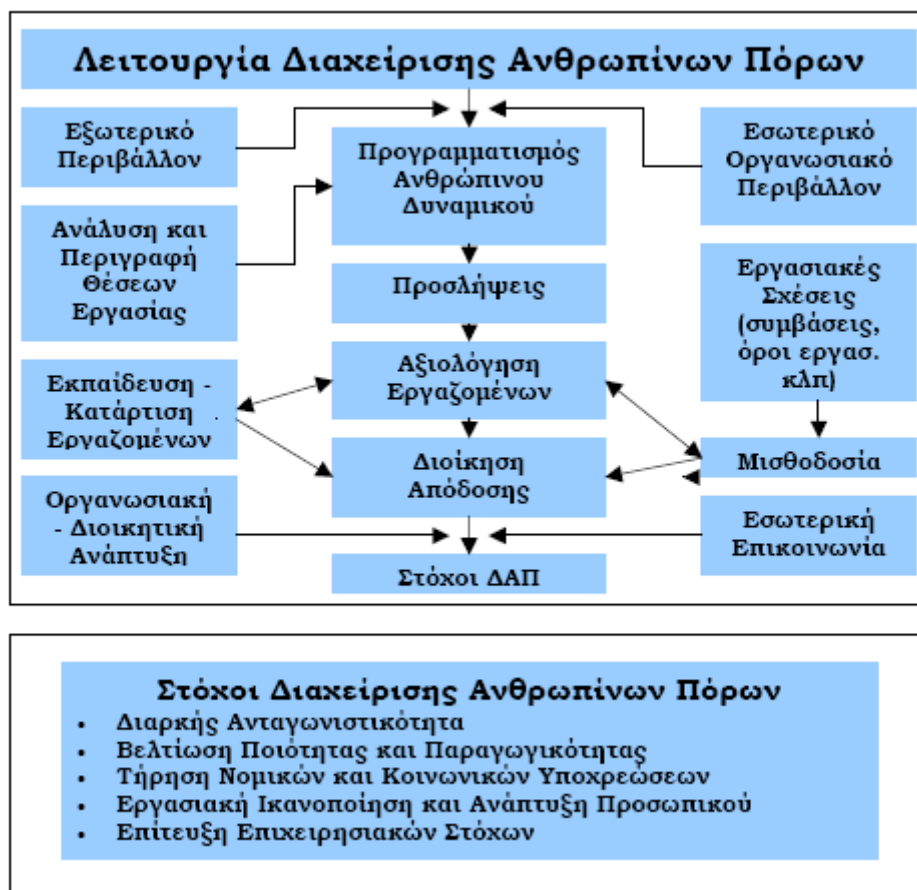 Λειτουργία Διαχείρισης Ανθρωπίνων Πόρων
Εξωτερικό
Περιβάλλον
Προγραμματισμός
Ανθρώπινου
Δυναμικού
Εσωτερικό
Οργανωσιακό
Περιβάλλον
Ανάλυση και
Περιγραφή
Θέσεων
Εργασίας
Προσλήψεις
Εργασιακές
Σχέσεις
(συμβάσεις,
όροι εργασ.
κλπ)
Αξιολόγηση
Εργαζομένων
Εκπαίδευση -
Κατάρτιση
Εργαζομένων
Διοίκηση
Απόδοσης
Μισθοδοσία
Οργανωσιακή
- Διοικητική
Ανάπτυξη
Εσωτερική
Επικοινωνία
Στόχοι ΔΑΠ
Στόχοι Διαχείρισης Ανθρωπίνων Πόρων
• Διαρκής Ανταγωνιστικότητα
• Βελτίωση Ποιότητας και Παραγωγικότητας
• Τήρηση Νομικών και Κοινωνικών Υποχρεώσεων
• Εργασιακή Ικανοποίηση και Ανάπτυξη Προσωπικού
• Επίτευξη Επιχειρησιακών Στόχων